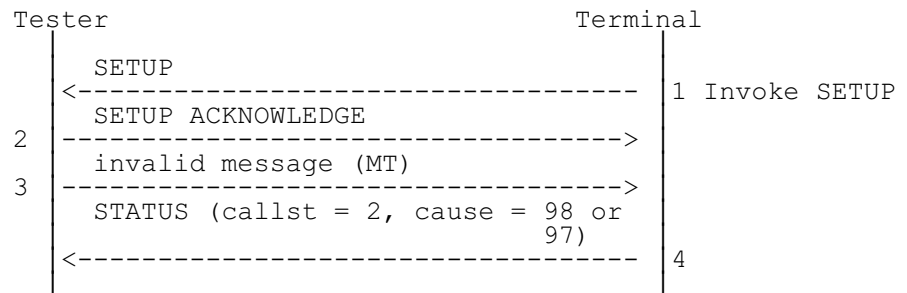 Tester Terminal
SETUP
<------------------------------------ 1 Invoke SETUP
SETUP ACKNOWLEDGE
2 ------------------------------------>
invalid message (MT)
3 ------------------------------------>
STATUS (callst = 2, cause = 98 or
97)
<------------------------------------ 4